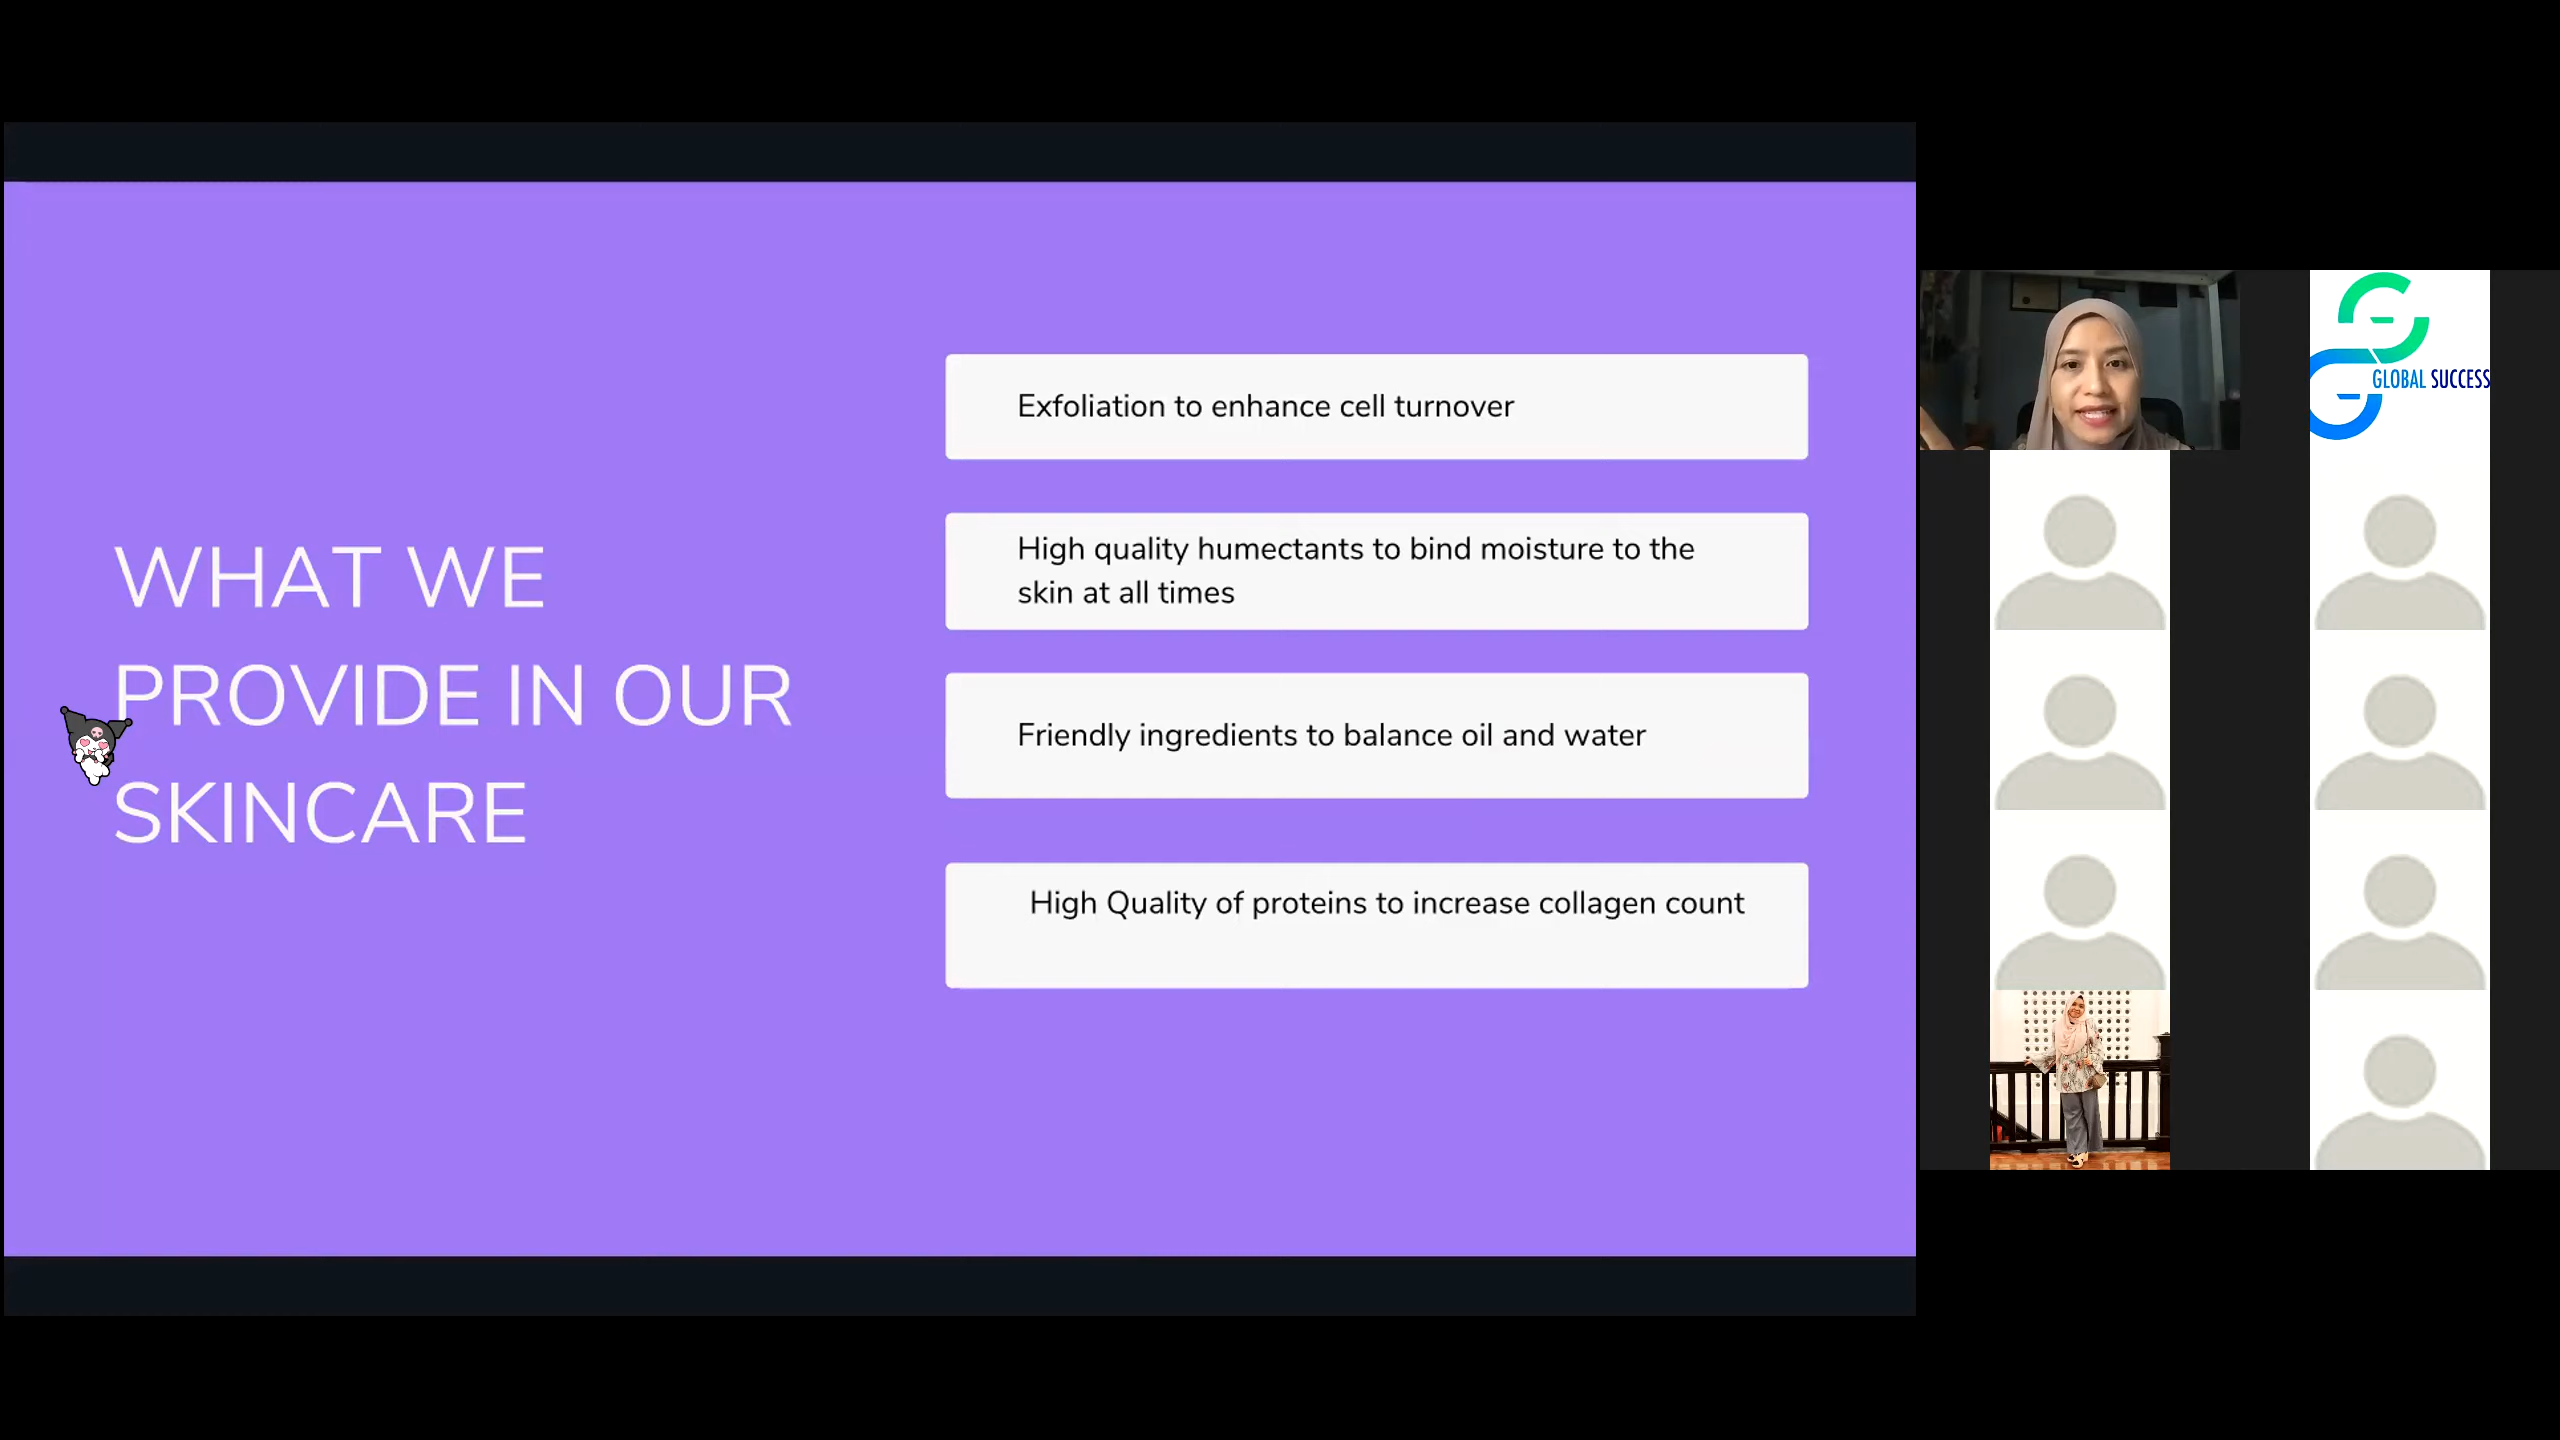 WHAT WE
PROVIDE IN OUR
SKINCARE
Exfoliation to enhance cell turnover
High quality humectants to bind moisture to the
skin at all times
Friendly ingredients to balance oil and water
High Quality of proteins to increase collagen count
GLOBAL SUCCESS